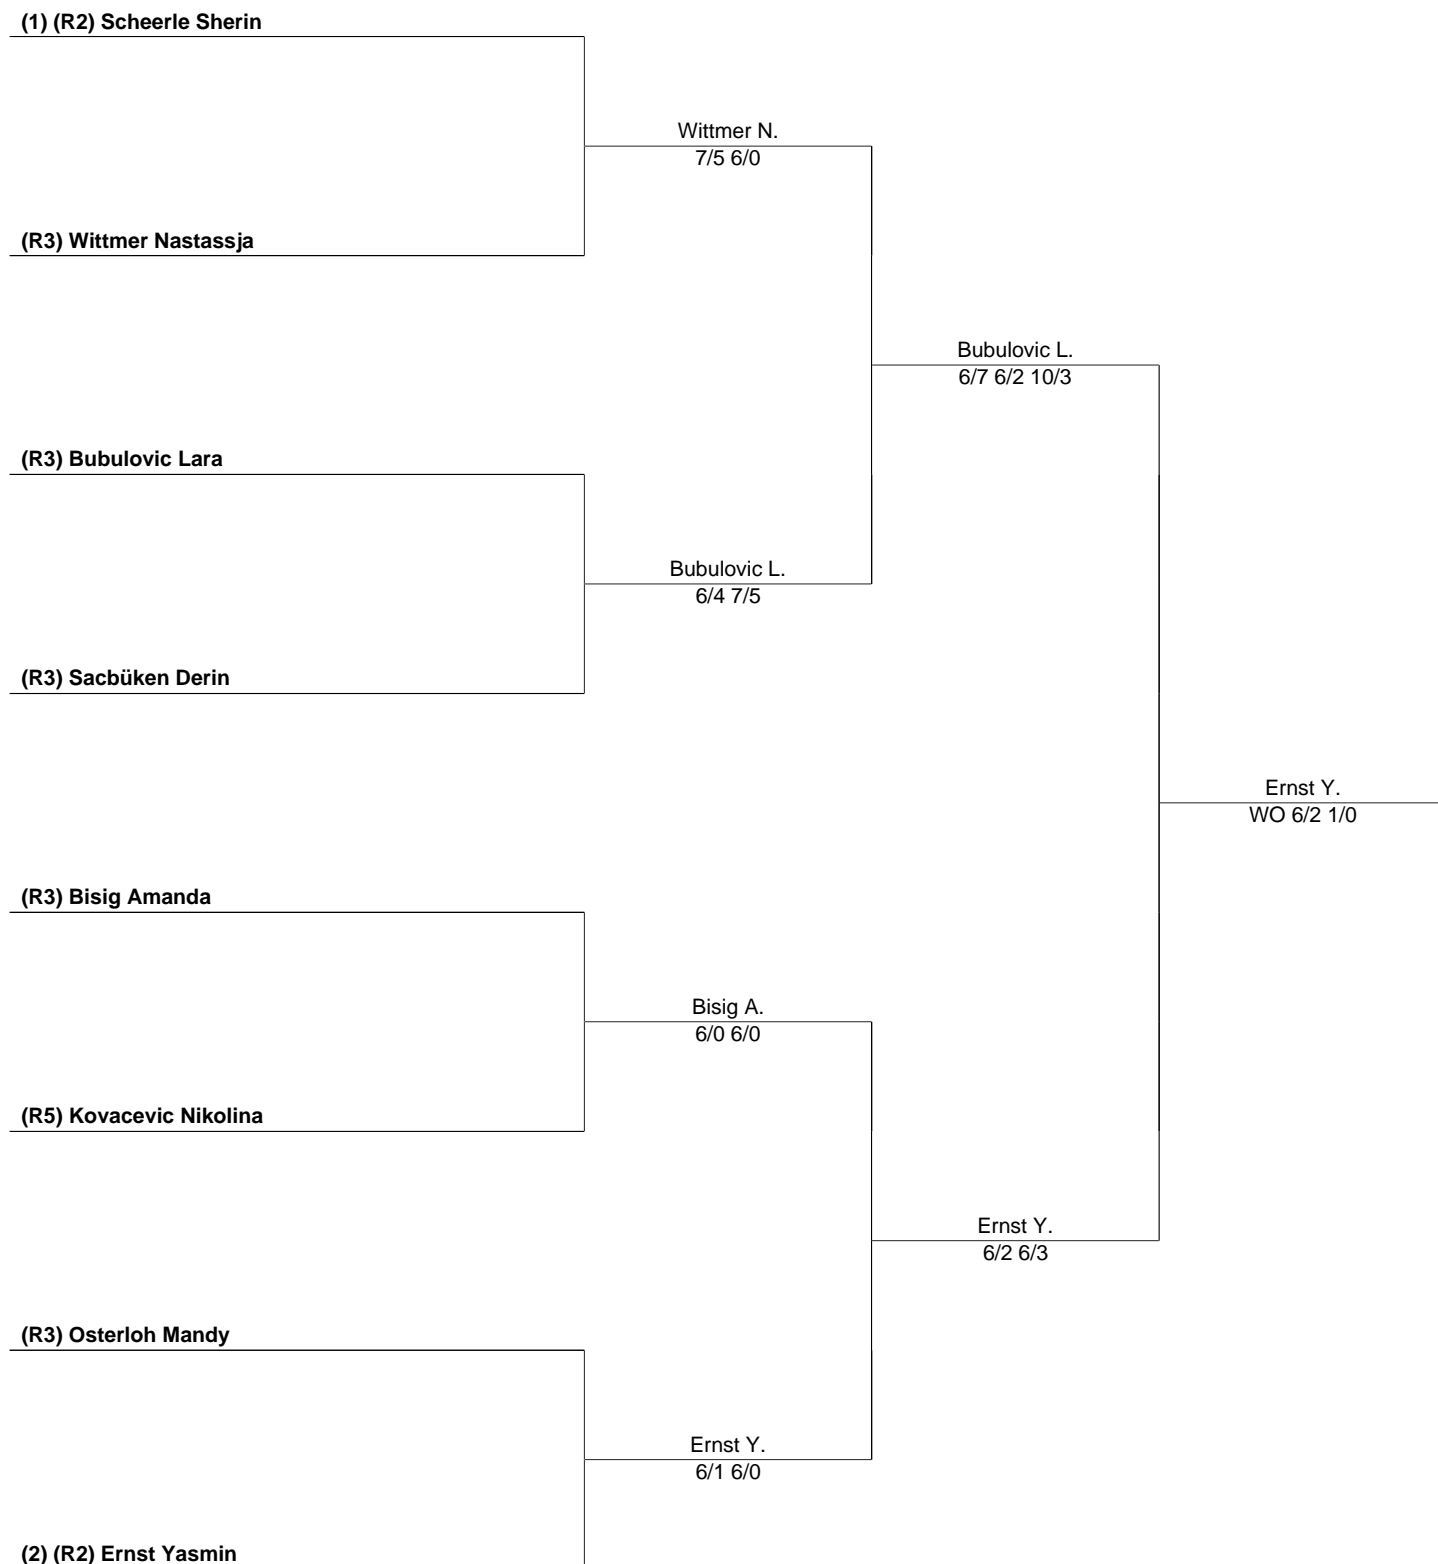 (1) (R2) Scheerle Sherin
Wittmer N.
7/5 6/0
(R3) Wittmer Nastassja
Bubulovic L.
6/7 6/2 10/3
(R3) Bubulovic Lara
Bubulovic L.
6/4 7/5
(R3) Sacbüken Derin
Ernst Y.
WO 6/2 1/0
(R3) Bisig Amanda
Bisig A.
6/0 6/0
(R5) Kovacevic Nikolina
Ernst Y.
6/2 6/3
(R3) Osterloh Mandy
Ernst Y.
6/1 6/0
(2) (R2) Ernst Yasmin